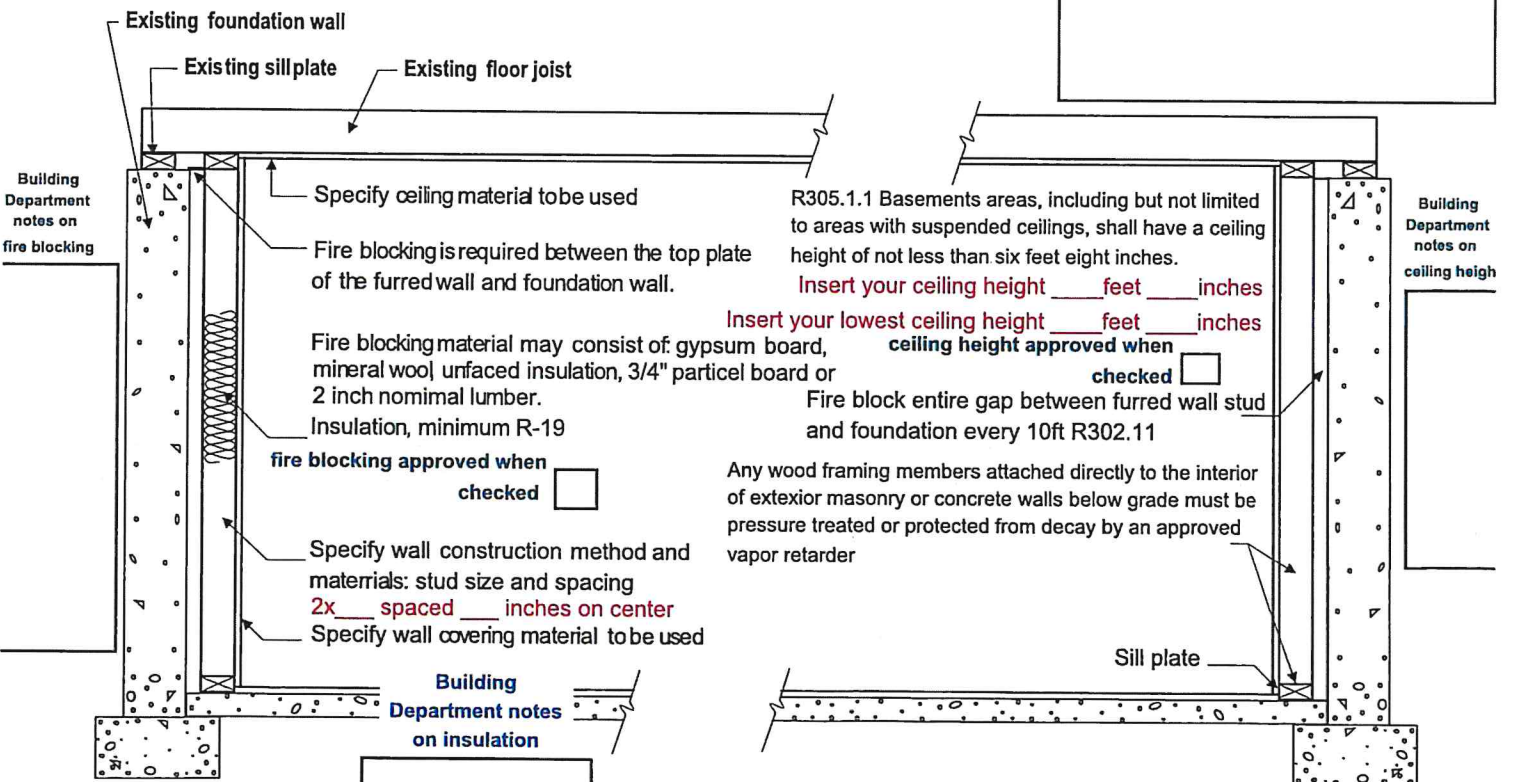 Existing foundation wall
Existing sill plate
Existing floor joist
Building
Department
notes on
fire blocking
Specify ceiling material to be used
Fire blocking is required between the top plate
of the furred wall and foundation wall.
Fire blocking material may consist of: gypsum board,
mineral wool, unfaced insulation, 3/4" particel board or
2 inch nomimal lumber.
Insulation, minimum R-19
fire blocking approved when
checked
Specify wall construction method and
materrials: stud size and spacing
2x___ spaced ___ inches on center
Specify wall covering material to be used
Building
Department notes
on insulation
R305.1.1 Basements areas, including but not limited
to areas with suspended ceilings, shall have a ceiling
height of not less than six feet eight inches.
Insert your ceiling height ____feet ____inches
Insert your lowest ceiling height ____feet ____inches
ceiling height approved when
checked
Fire block entire gap between furred wall stud
and foundation every 10ft R302.11
Any wood framing members attached directly to the interior
of extexior masonry or concrete walls below grade must be
pressure treated or protected from decay by an approved
vapor retarder
Sill plate
Building
Department
notes on
ceiling heigh